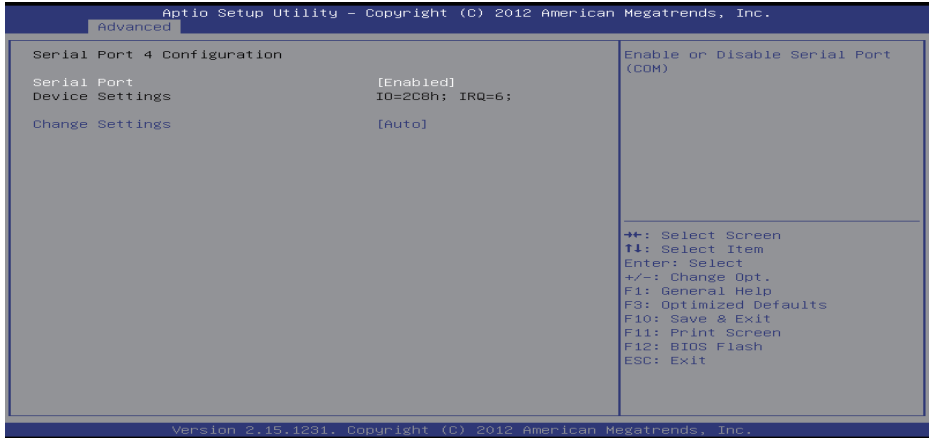 Aptio Setup Utility – Copyright (C) 2012 American Megatrends, Inc.
Advanced
Serial Port 4 Configuration
Serial Port [Enabled]
Device Settings IO=2C8h; IRQ=6;
Change Settings [Auto]
Enable or Disable Serial Port
(COM)
→←: Select Screen
↑↓: Select Item
Enter: Select
+/-: Change Opt.
F1: General Help
F3: Optimized Defaults
F10: Save & Exit
F11: Print Screen
F12: BIOS Flash
ESC: Exit
Version 2.15.1231. Copyright (C) 2012 American Megatrends, Inc.